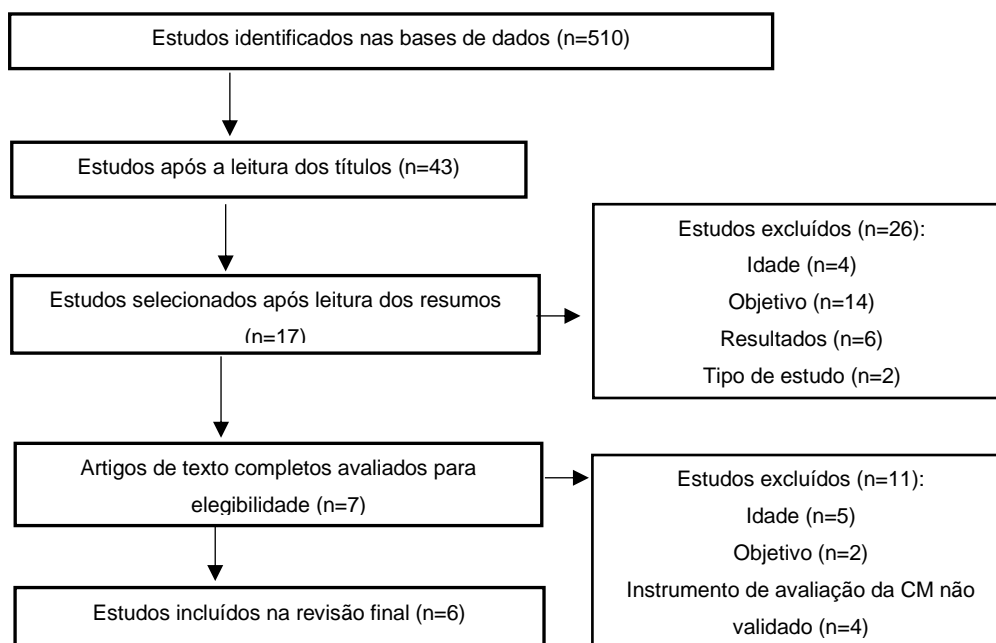 Estudos identificados nas bases de dados (n=510)
Estudos após a leitura dos títulos (n=43)
Estudos selecionados após leitura dos resumos
(n=17)
Estudos excluídos (n=26):
Idade (n=4)
Objetivo (n=14)
Resultados (n=6)
Tipo de estudo (n=2)
Artigos de texto completos avaliados para
elegibilidade (n=7)
Estudos excluídos (n=11):
Idade (n=5)
Objetivo (n=2)
Instrumento de avaliação da CM não
validado (n=4)
Estudos incluídos na revisão final (n=6)